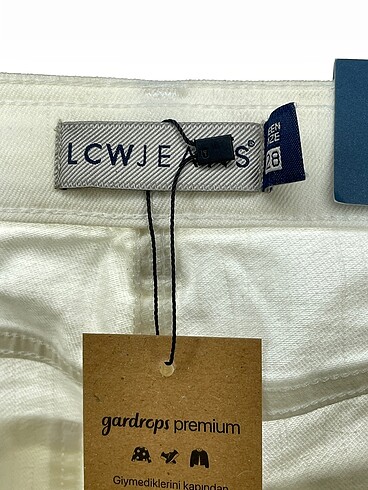 LCWJE S
28
gardrops premium
Giymediklerini kapından